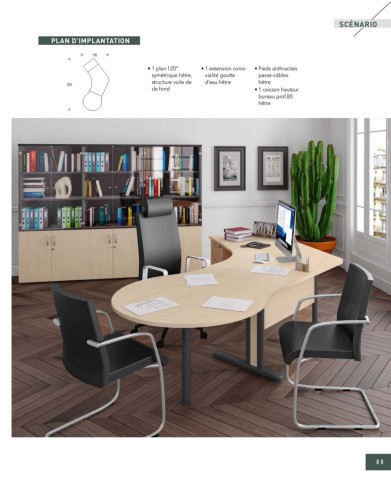 SCÉNARIO
PLAN D'IMPLANTATION
• 1 plan 120°
symétrique hêtre,
structure voile de
de fond
• 1 extension convi-
vialité goutte
d'eau hêtre
• Pieds anthracites
passe-câbles
hêtre
• 1 caisson hauteur
bureau prof.80
hêtre